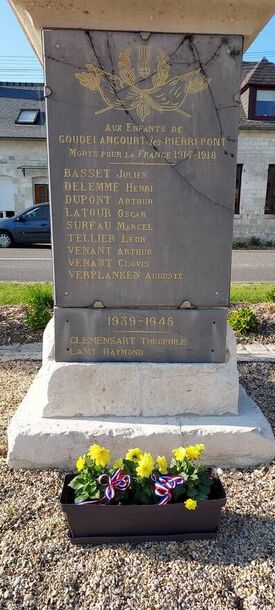 AUX ENFANTS DE
GOUDELANCOURT-LES-PIERREPONT
MORTS POUR LA FRANCE 1914-1918
BASSET JULIEN
DELEMME HENRI
DUPONT ARTHUR
LATOUR OSCAR
SUREAU MARCEL
TELLIER LÉON
VENANT ARTHUR
VENANT CLOVIS
VERPLANKEN AUGUSTE
1939-1945
CLEMENSART THÉOPHILE
LAMY RAYMOND